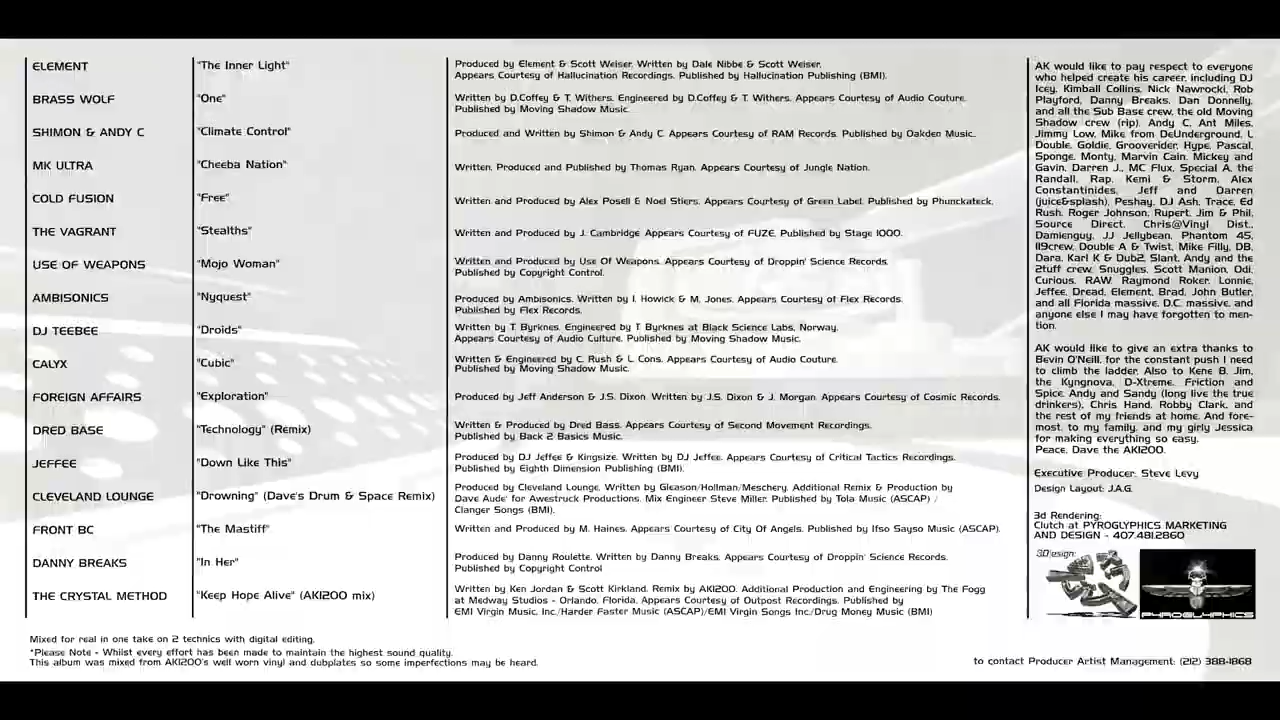 ELEMENT "The Inner Light" Produced by Element & Scott Weiser. Written by Dale Nibbe & Scott Weiser.
Appears Courtesy of Hallucination Recordings. Published by Hallucination Publishing (BMI).
BRASS WOLF "One" Written by D.Coffey & T. Withers. Engineered by D.Coffey & T. Withers. Appears Courtesy of Audio Couture.
Published by Moving Shadow Music.
SHIMON & ANDY C "Climate Control" Produced and Written by Shimon & Andy C. Appears Courtesy of RAM Records. Published by Oakden Music..
MK ULTRA "Cheeba Nation" Written, Produced and Published by Thomas Ryan. Appears Courtesy of Jungle Nation.
COLD FUSION "Free" Written and Produced by Alex Posell & Noel Stiers. Appears Courtesy of Green Label. Published by Phunckateck.
THE VAGRANT "Stealths" Written and Produced by J. Cambridge Appears Courtesy of FUZE, Published by Stage 1000.
USE OF WEAPONS "Mojo Woman" Written and Produced by Use Of Weapons. Appears Courtesy of Droppin' Science Records.
Published by Copyright Control.
AMBISONICS "Nyquest" Produced by Ambisonics. Written by I. Howick & M. Jones. Appears Courtesy of Flex Records.
Published by Flex Records.
DJ TEEBEE "Droids" Written by T. Byrknes. Engineered by T. Byrknes at Black Science Labs, Norway.
Appears Courtesy of Audio Culture. Published by Moving Shadow Music.
CALYX "Cubic" Written & Engineered by C. Rush & L. Cons. Appears Courtesy of Audio Couture.
Published by Moving Shadow Music.
FOREIGN AFFAIRS "Exploration" Produced by Jeff Anderson & J.S. Dixon. Written by J.S. Dixon & J. Morgan. Appears Courtesy of Cosmic Records.
DRED BASE "Technology" (Remix) Written & Produced by Dred Bass. Appears Courtesy of Second Movement Recordings.
Published by Back 2 Basics Music.
JEFFEE "Down Like This" Produced by DJ Jeffee & Kingsize. Written by DJ Jeffee. Appears Courtesy of Critical Tactics Recordings.
Published by Eighth Dimension Publishing (BMI).
CLEVELAND LOUNGE "Drowning" (Dave's Drum & Space Remix) Produced by Cleveland Lounge. Written by Gleason/Hollman/Meschery. Additional Remix & Production by
Dave Aude' for Awestruck Productions. Mix Engineer Steve Miller. Published by Tola Music (ASCAP) /
Clanger Songs (BMI).
FRONT BC "The Mastiff" Written and Produced by M. Haines. Appears Courtesy of City Of Angels. Published by Ifso Sayso Music (ASCAP).
DANNY BREAKS "In Her" Produced by Danny Roulette. Written by Danny Breaks. Appears Courtesy of Droppin' Science Records.
Published by Copyright Control
THE CRYSTAL METHOD "Keep Hope Alive" (AK1200 mix) Written by Ken Jordan & Scott Kirkland. Remix by AK1200. Additional Production and Engineering by The Fogg
at Medway Studios - Orlando, Florida. Appears Courtesy of Outpost Recordings. Published by
EMI Virgin Music, Inc./Harder Faster Music (ASCAP)/EMI Virgin Songs Inc/Drug Money Music (BMI)
AK would like to pay respect to everyone
who helped create his career, including DJ
Icey, Kimball Collins, Nick Nawrocki, Rob
Playford, Danny Breaks, Dan Donnelly,
and all the Sub Base crew, the old Moving
Shadow crew (rip), Andy C, Ant Miles,
Jimmy Low, Mike from DeUnderground, L
Double, Goldie, Grooverider, Hype, Pascal,
Sponge, Monty, Marvin Cain, Mickey and
Gavin, Darren J., MC Flux, Special A, the
Randall, Rap, Kemi & Storm, Alex
Constantinides, Jeff and Darren
(juice&splash), Peshay, DJ Ash, Trace, Ed
Rush, Roger Johnson, Rupert, Jim & Phil,
Source Direct, Chris@Vinyl Dist.,
Damienguy, JJ Jellybean, Phantom 45,
119crew, Double A & Twist, Mike Filly, DB,
Dara, Karl K & Dub2, Slant, Andy and the
2tuff crew, Snuggles, Scott Manion, Odi,
Curious, RAW, Raymond Roker, Lonnie,
Jeffee, Dread, Element, Brad, John Butler,
and all Florida massive, D.C. massive, and
anyone else I may have forgotten to men-
tion.
AK would like to give an extra thanks to
Bevin O'Neill, for the constant push I need
to climb the ladder. Also to Kene B, Jim,
the Kyngnova, D-Xtreme, Friction and
Spice, Andy and Sandy (long live the true
drinkers), Chris Hand, Robby Clark, and
the rest of my friends at home. And fore-
most, to my family, and my girly Jessica
for making everything so easy.
Peace, Dave the AK1200.
Executive Producer: Steve Levy
Design Layout: J.A.G.
3d Rendering:
Clutch at PYROGLYPHICS MARKETING
AND DESIGN - 407.481.2860
3Design:
PYROGLYPHICS
Mixed for real in one take on 2 technics with digital editing.
*Please Note - Whilst every effort has been made to maintain the highest sound quality.
This album was mixed from AK1200's well worn vinyl and dubplates so some imperfections may be heard.
to contact Producer Artist Management: (212) 388-1868